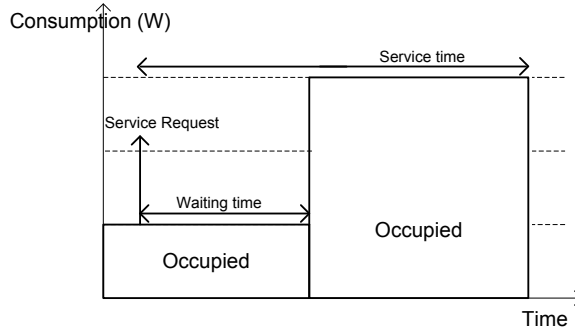 Consumption (W)
Service time
Service Request
Waiting time
Occupied
Occupied
Time